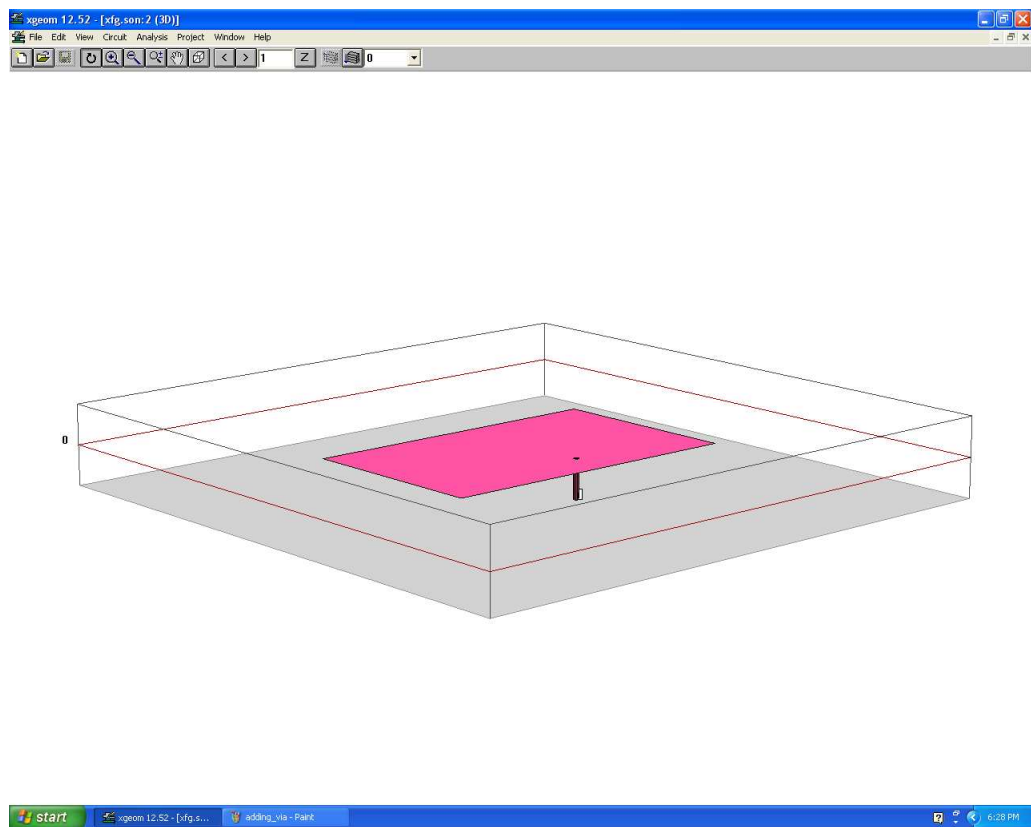 xgeom 12.52 - [xfg.son:2 (3D)]
File Edit View Circuit Analysis Project Window Help
< > 1 Z 0
0
start xgeom 12.52 - [xfg.s... adding_via - Paint ? 6:28 PM